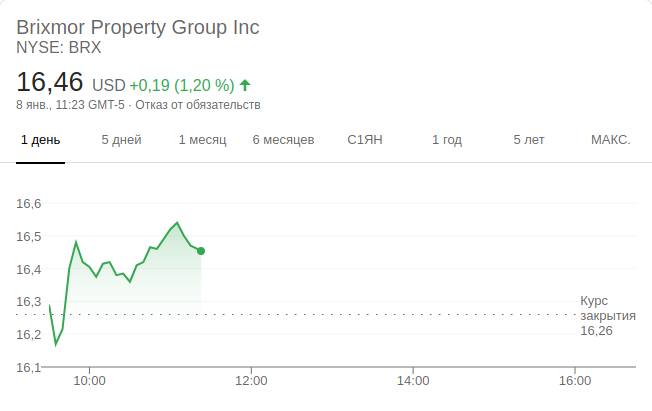 Brixmor Property Group Inc
NYSE: BRX
16,46 USD +0,19 (1,20 %)
8 янв., 11:23 GMT-5 · Отказ от обязательств
1 день 5 дней 1 месяц 6 месяцев С1ЯН 1 год 5 лет МАКС.
16,6
16,5
16,4
16,3
16,2
16,1
Курс
закрытия
16,26
10:00 12:00 14:00 16:00